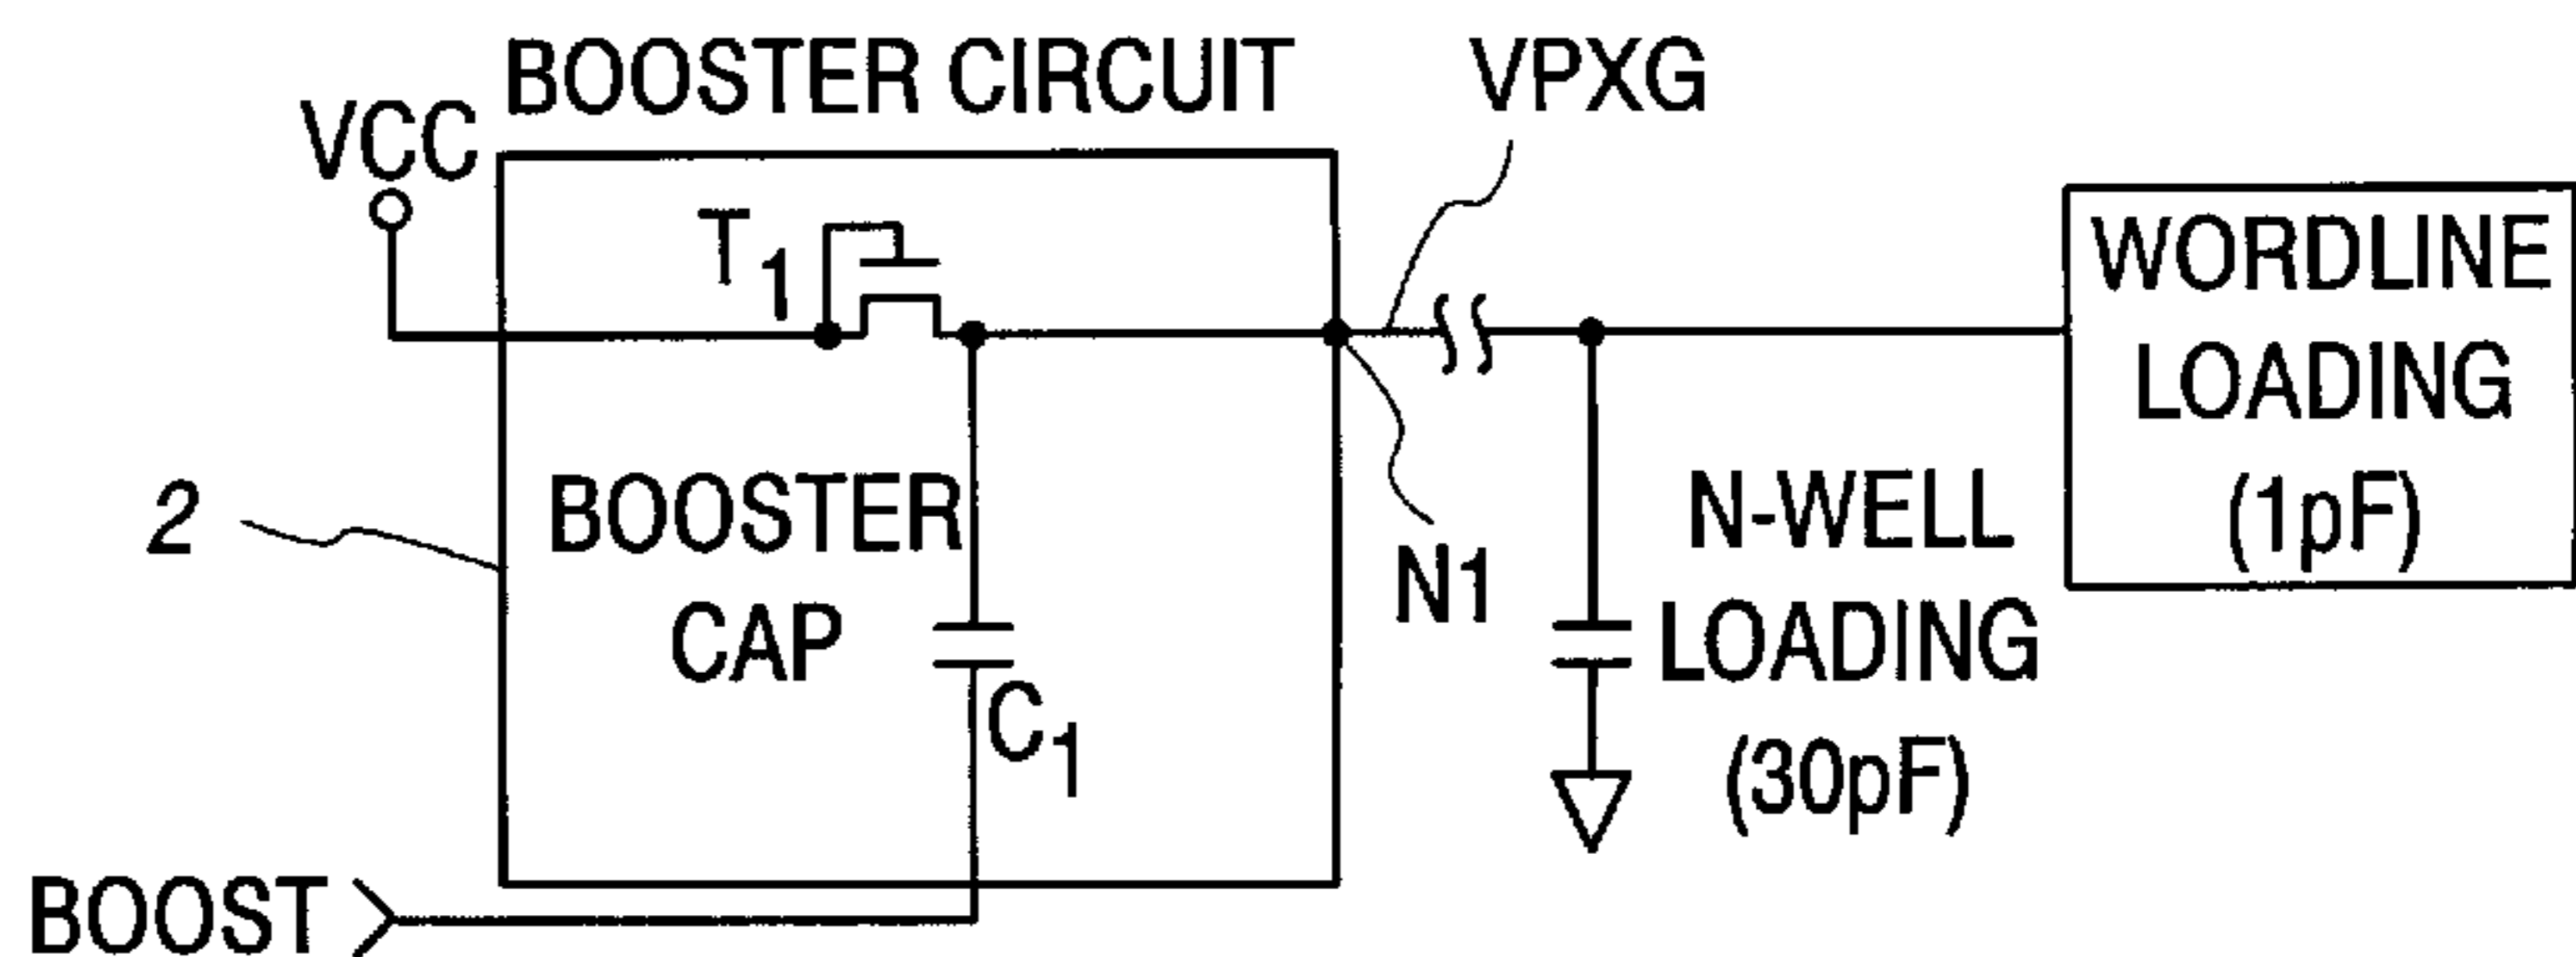 BOOSTER CIRCUIT
VPXG
VCC
T1
WORDLINE
LOADING
(1pF)
2
BOOSTER
CAP
C1
N1
N-WELL
LOADING
(30pF)
BOOST